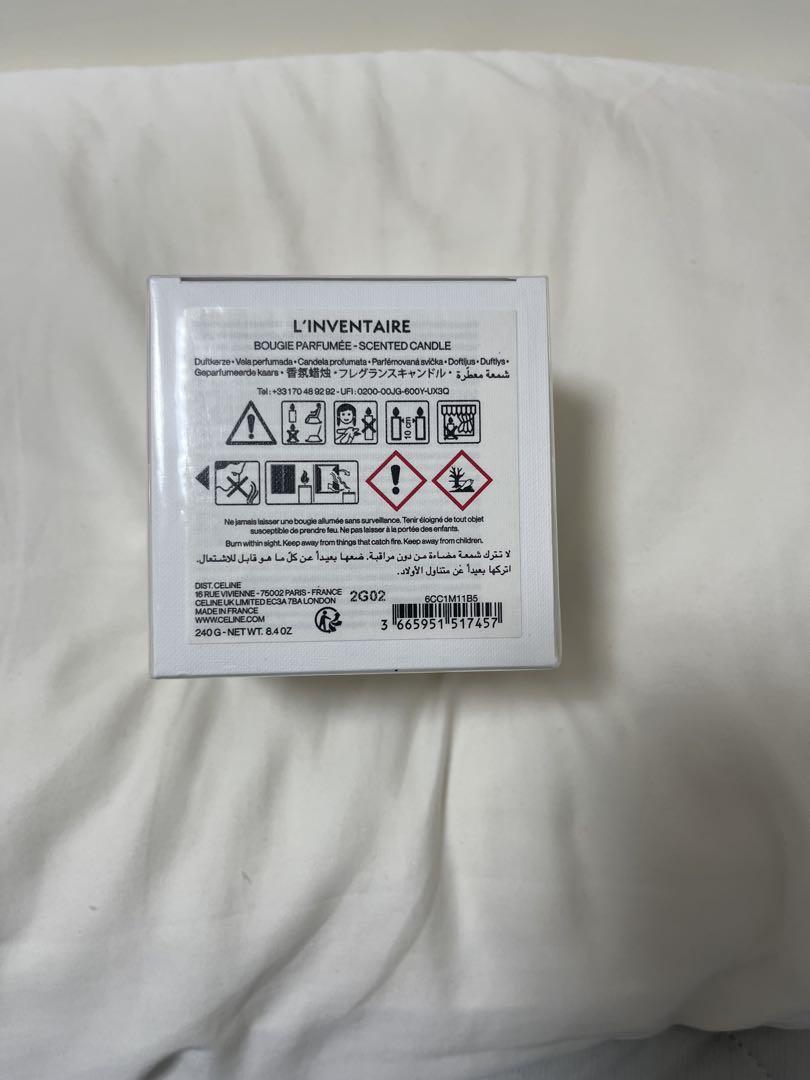 L'INVENTAIRE
BOUGIE PARFUMÉE - SCENTED CANDLE
Duftkerze • Vela perfumada • Candela profumata • Parfémovaná svíčka • Doftljus • Duftlys •
Geparfumeerde kaars • 香氛蜡烛 • フレグランスキャンドル • شمعة معطّرة
Tel : +33 1 70 48 92 92 - UFI : 0200-00JG-600Y-UX3Q
10 cm
Ne jamais laisser une bougie allumée sans surveillance. Tenir éloigné de tout objet
susceptible de prendre feu. Ne pas laisser à la portée des enfants.
Burn within sight. Keep away from things that catch fire. Keep away from children.
لا تترك شمعة مضاءة من دون مراقبة. ضعها بعيداً عن كلّ ما هو قابل للاشتعال.
اتركها بعيداً عن متناول الأولاد.
DIST. CELINE
16 RUE VIVIENNE - 75002 PARIS - FRANCE
CELINE UK LIMITED EC3A 7BA LONDON
MADE IN FRANCE
WWW.CELINE.COM
240 G - NET WT. 8.4 OZ
2G02
6CC1M11B5
3 665951 517457